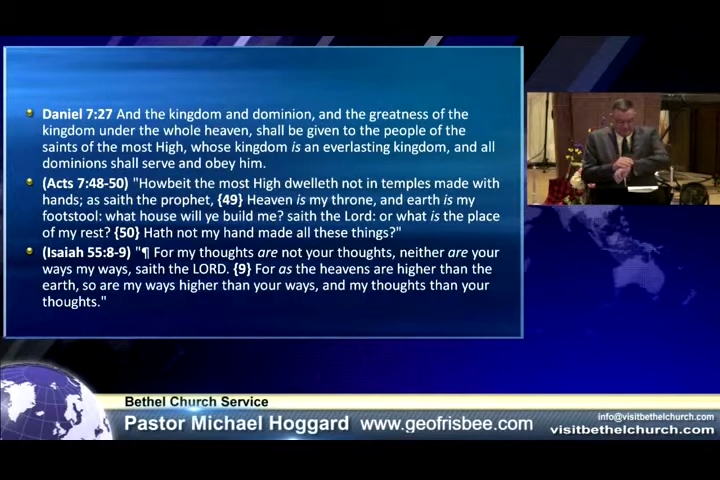 Daniel 7:27 And the kingdom and dominion, and the greatness of the
kingdom under the whole heaven, shall be given to the people of the
saints of the most High, whose kingdom is an everlasting kingdom, and all
dominions shall serve and obey him.
(Acts 7:48-50) "Howbeit the most High dwelleth not in temples made with
hands; as saith the prophet, {49} Heaven is my throne, and earth is my
footstool: what house will ye build me? saith the Lord: or what is the place
of my rest? {50} Hath not my hand made all these things?"
(Isaiah 55:8-9) "¶ For my thoughts are not your thoughts, neither are your
ways my ways, saith the LORD. {9} For as the heavens are higher than the
earth, so are my ways higher than your ways, and my thoughts than your
thoughts."
Bethel Church Service
Pastor Michael Hoggard www.geofrisbee.com
info@visitbethelchurch.com
visitbethelchurch.com